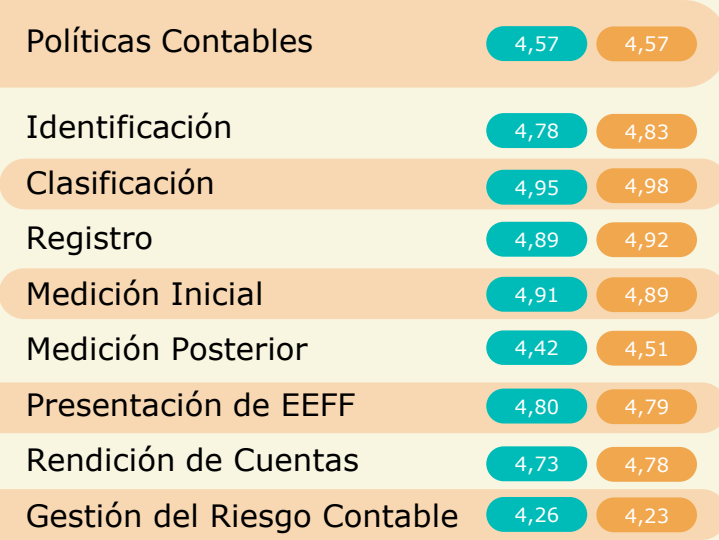 Políticas Contables 4,57 4,57
Identificación 4,78 4,83
Clasificación 4,95 4,98
Registro 4,89 4,92
Medición Inicial 4,91 4,89
Medición Posterior 4,42 4,51
Presentación de EEFF 4,80 4,79
Rendición de Cuentas 4,73 4,78
Gestión del Riesgo Contable 4,26 4,23